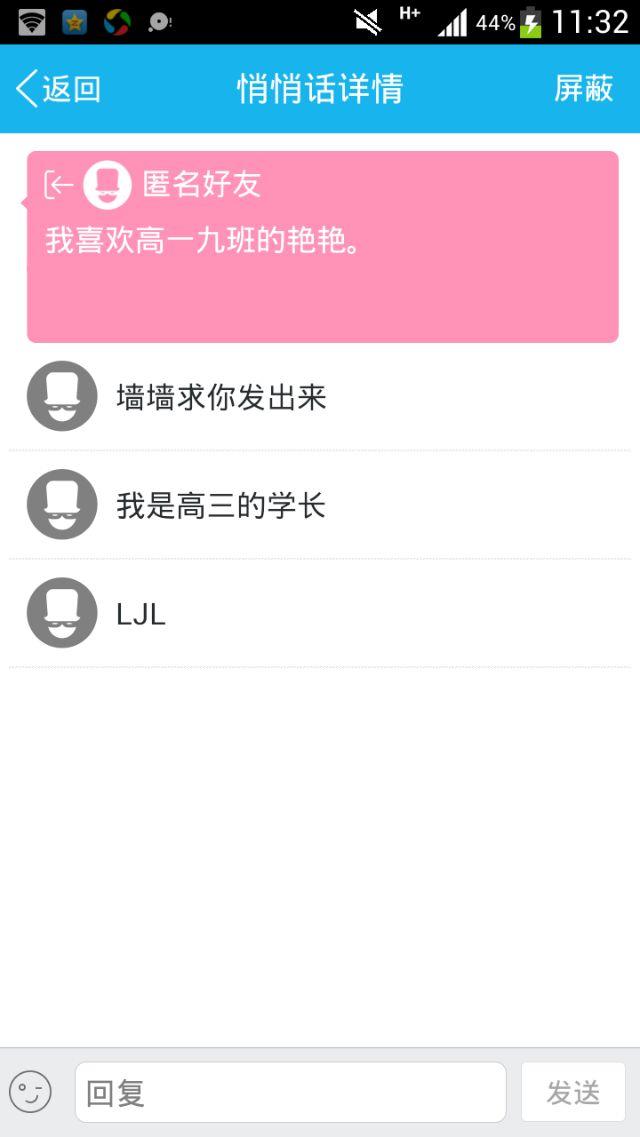 H+ 44% 11:32
返回 悄悄话详情 屏蔽
匿名好友
我喜欢高一九班的艳艳。
墙墙求你发出来
我是高三的学长
LJL
回复 发送